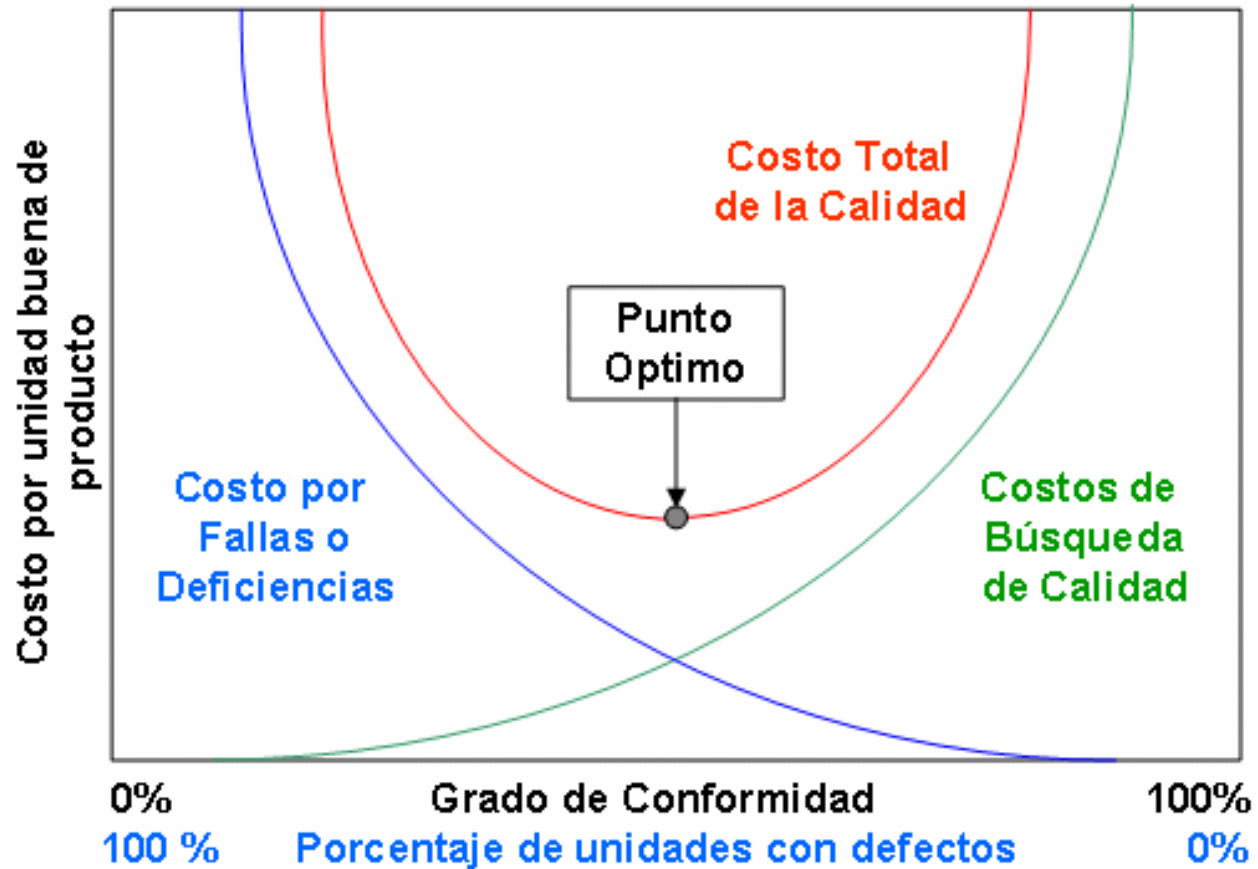 Costo por unidad buena de
producto
Costo Total
de la Calidad
Punto
Optimo
Costo por
Fallas o
Deficiencias
Costos de
Búsqueda
de Calidad
0% Grado de Conformidad 100%
100 % Porcentaje de unidades con defectos 0%